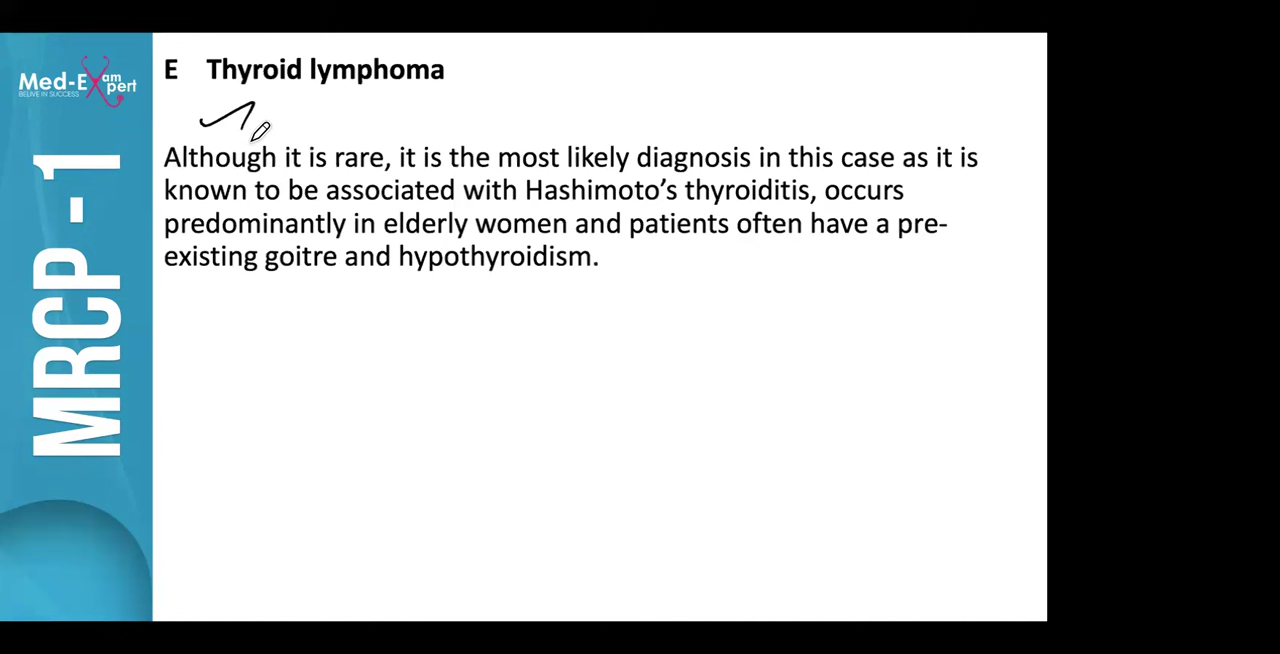 Med-Exam
pert
BELIVE IN SUCCESS
MRCP -1
E Thyroid lymphoma
Although it is rare, it is the most likely diagnosis in this case as it is
known to be associated with Hashimoto’s thyroiditis, occurs
predominantly in elderly women and patients often have a pre-
existing goitre and hypothyroidism.